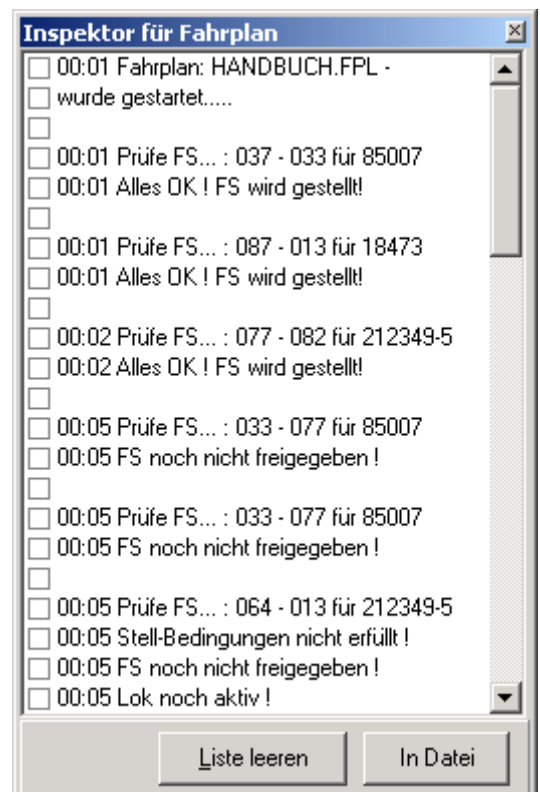 Inspektor für Fahrplan
00:01 Fahrplan: HANDBUCH.FPL -
wurde gestartet.....
00:01 Prüfe FS... : 037 - 033 für 85007
00:01 Alles OK ! FS wird gestellt!
00:01 Prüfe FS... : 087 - 013 für 18473
00:01 Alles OK ! FS wird gestellt!
00:02 Prüfe FS... : 077 - 082 für 212349-5
00:02 Alles OK ! FS wird gestellt!
00:05 Prüfe FS... : 033 - 077 für 85007
00:05 FS noch nicht freigegeben !
00:05 Prüfe FS... : 033 - 077 für 85007
00:05 FS noch nicht freigegeben !
00:05 Prüfe FS... : 064 - 013 für 212349-5
00:05 Stell-Bedingungen nicht erfüllt !
00:05 FS noch nicht freigegeben !
00:05 Lok noch aktiv !
Liste leeren
In Datei